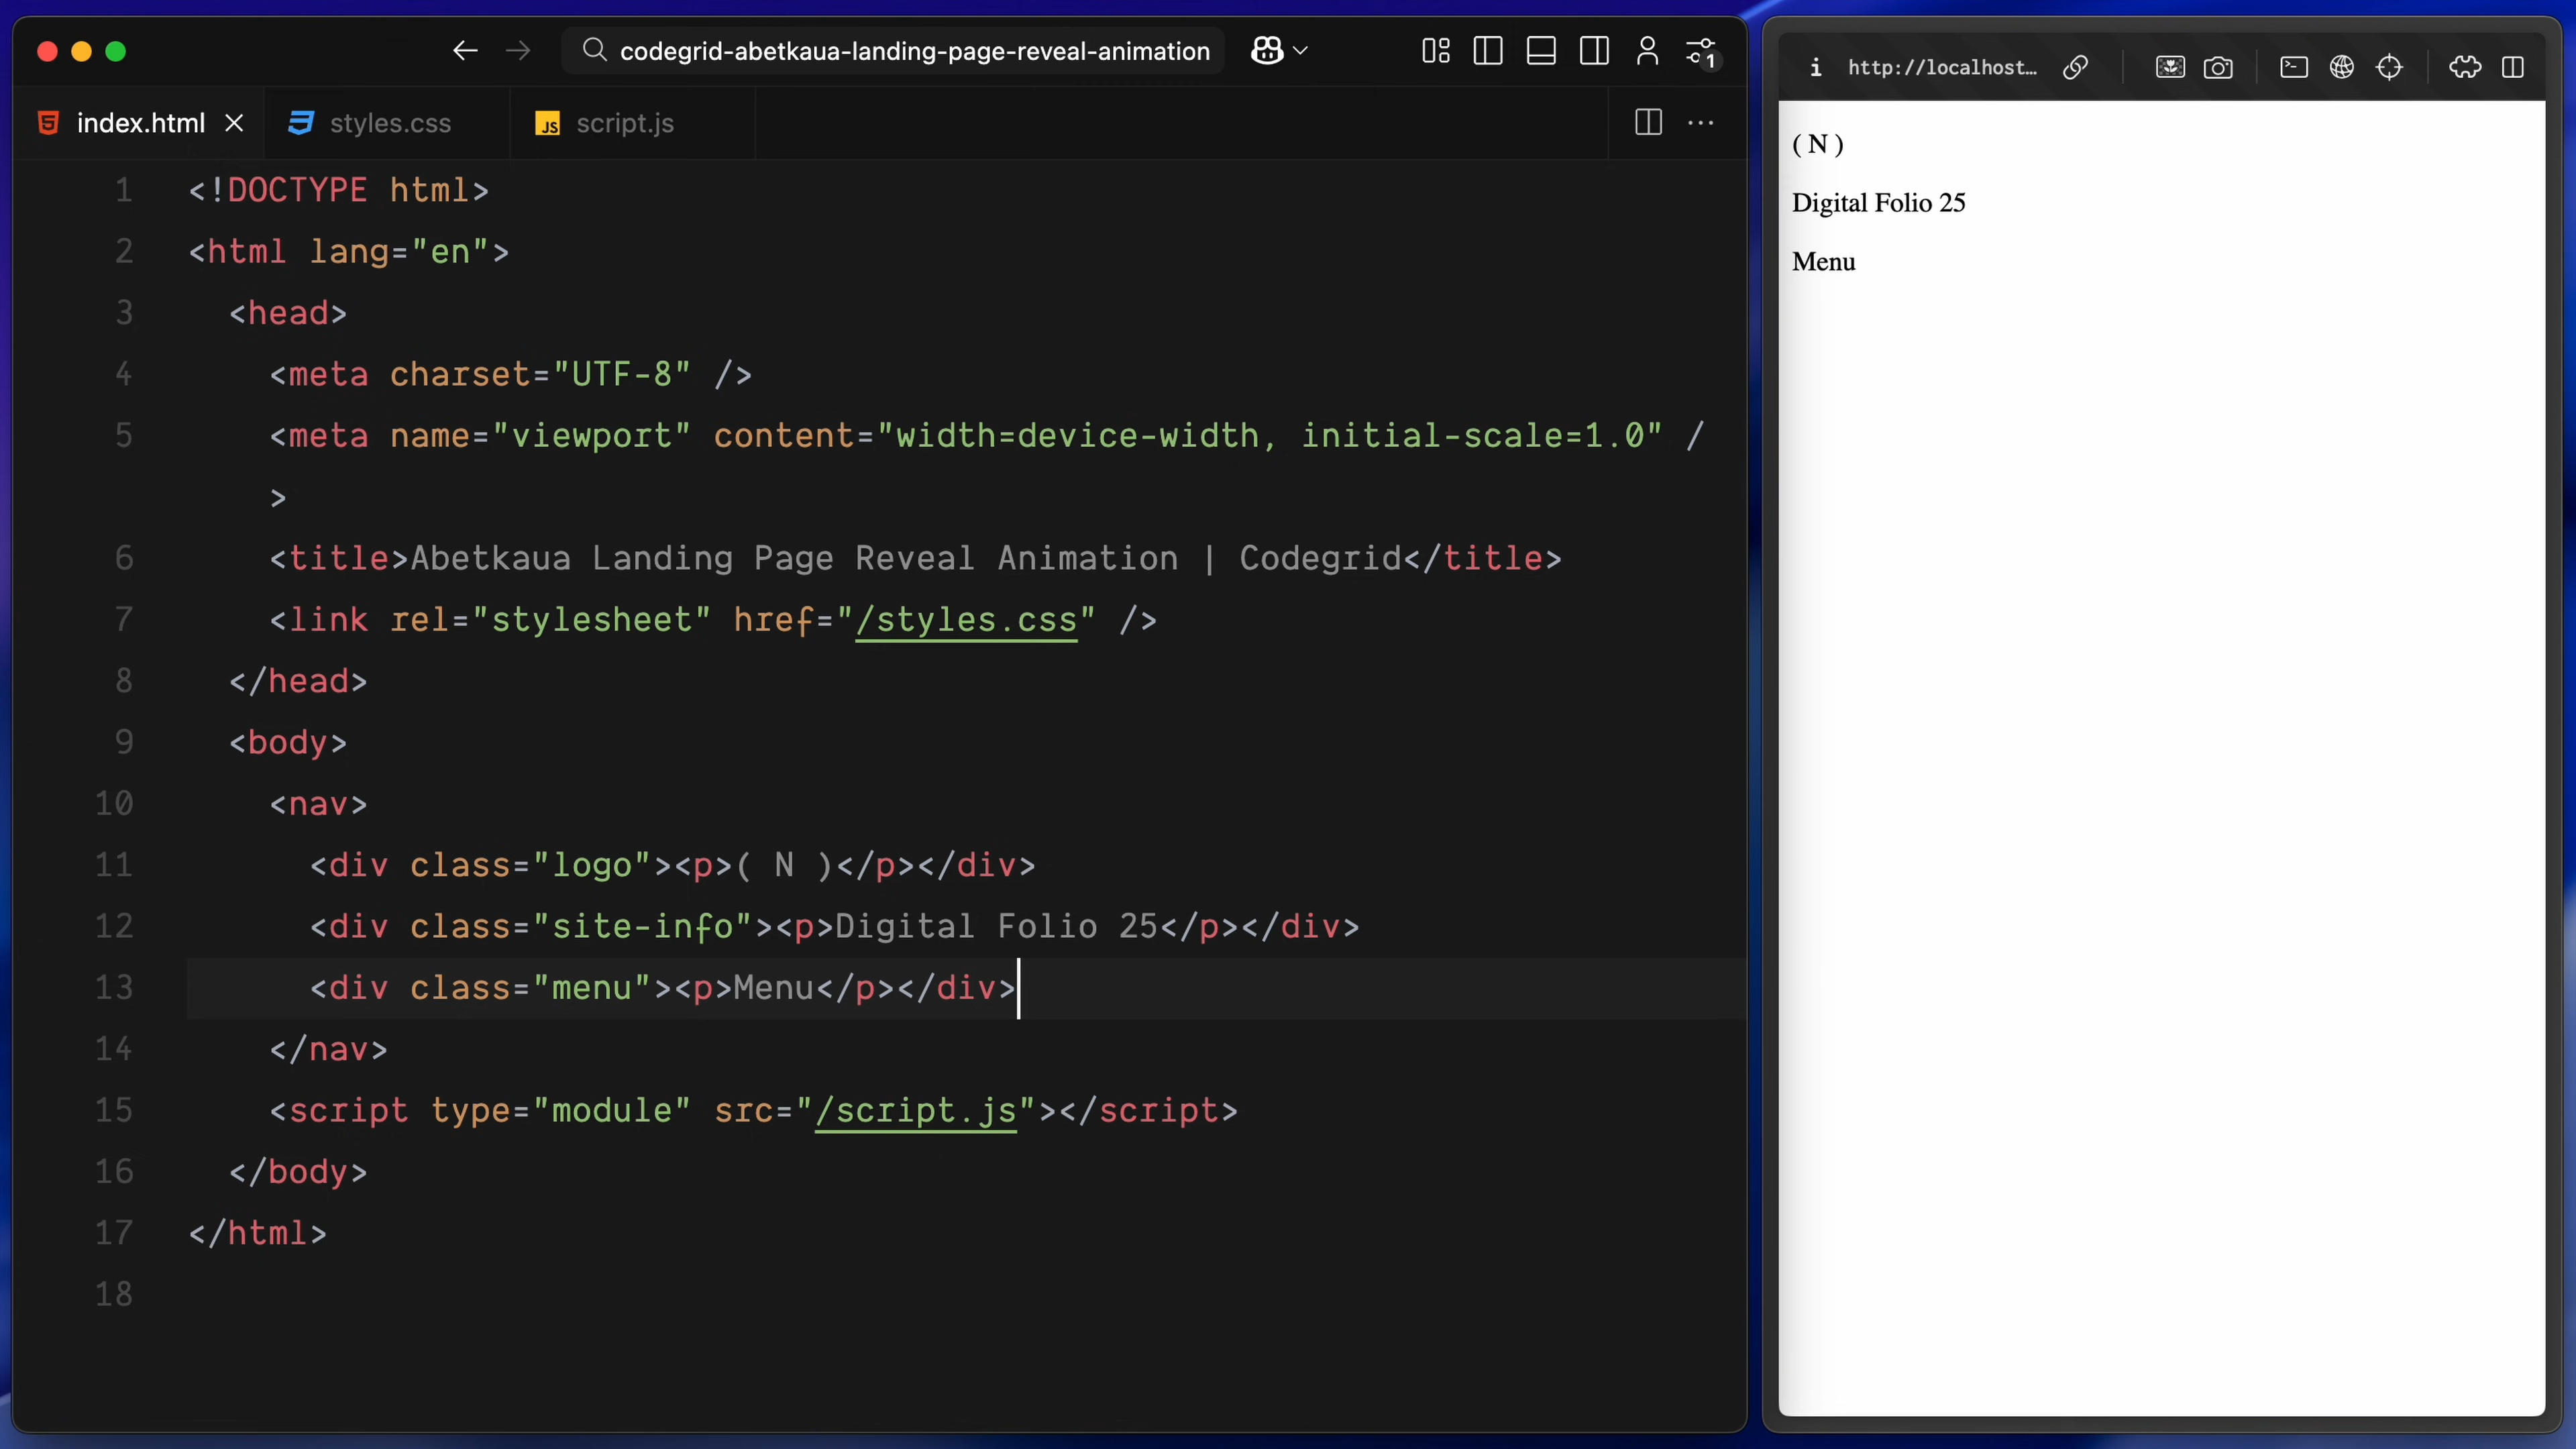 codegrid-abetkaua-landing-page-reveal-animation
1
index.html
styles.css
JS script.js
1 <!DOCTYPE html>
2 <html lang="en">
3 <head>
4 <meta charset="UTF-8" />
5 <meta name="viewport" content="width=device-width, initial-scale=1.0" /
>
6 <title>Abetkaua Landing Page Reveal Animation | Codegrid</title>
7 <link rel="stylesheet" href="/styles.css" />
8 </head>
9 <body>
10 <nav>
11 <div class="logo"><p>( N )</p></div>
12 <div class="site-info"><p>Digital Folio 25</p></div>
13 <div class="menu"><p>Menu</p></div>
14 </nav>
15 <script type="module" src="/script.js"></script>
16 </body>
17 </html>
18
http://localhost…
( N )
Digital Folio 25
Menu